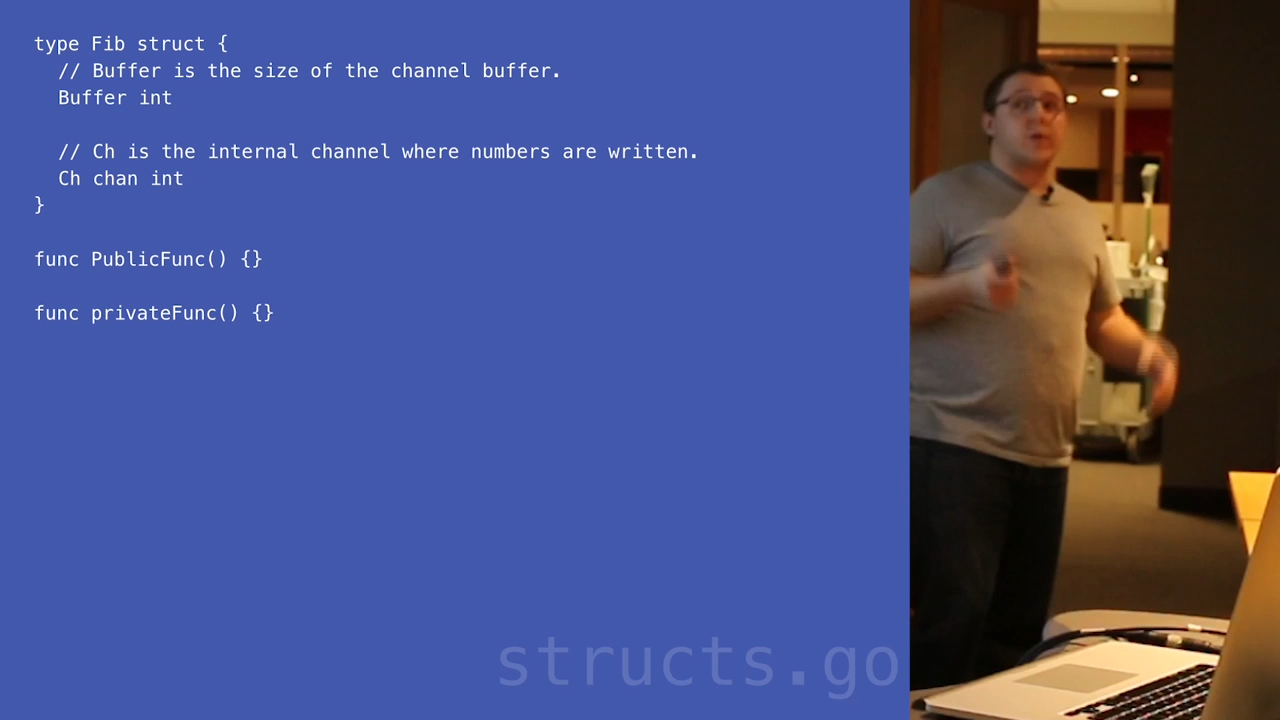 type Fib struct {
  // Buffer is the size of the channel buffer.
  Buffer int

  // Ch is the internal channel where numbers are written.
  Ch chan int
}

func PublicFunc() {}

func privateFunc() {}

structs.go